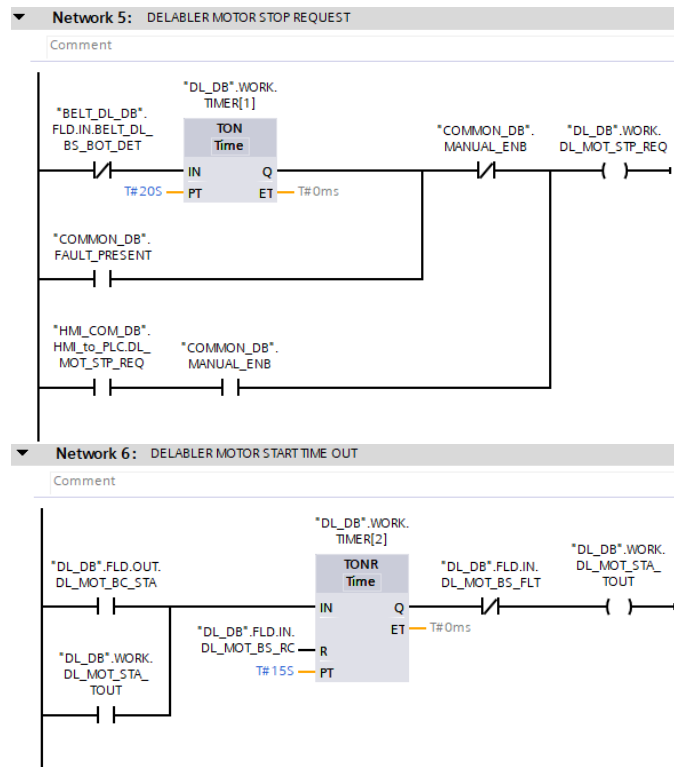 Network 5: DELABLER MOTOR STOP REQUEST
Comment
"DL_DB".WORK.
TIMER[1]
"BELT_DL_DB".
FLD.IN.BELT_DL_
BS_BOT_DET
TON
Time
"COMMON_DB".
MANUAL_ENB
"DL_DB".WORK.
DL_MOT_STP_REQ
IN Q
T#20S PT ET T#0ms
"COMMON_DB".
FAULT_PRESENT
"HMI_COM_DB".
HMI_to_PLC.DL_
MOT_STP_REQ
"COMMON_DB".
MANUAL_ENB
Network 6: DELABLER MOTOR START TIME OUT
Comment
"DL_DB".WORK.
TIMER[2]
"DL_DB".FLD.OUT.
DL_MOT_BC_STA
TONR
Time
"DL_DB".FLD.IN.
DL_MOT_BS_FLT
"DL_DB".WORK.
DL_MOT_STA_
TOUT
IN Q
ET T#0ms
"DL_DB".FLD.IN.
DL_MOT_BS_RC R
T#15S PT
"DL_DB".WORK.
DL_MOT_STA_
TOUT